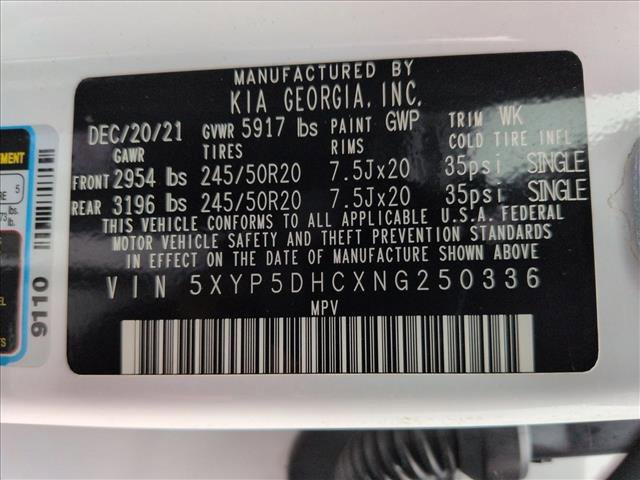 MANUFACTURED BY
KIA GEORGIA, INC.
DEC/20/21 GVWR 5917 lbs PAINT GWP TRIM WK
GAWR TIRES RIMS COLD TIRE INFL
FRONT 2954 lbs 245/50R20 7.5Jx20 35psi SINGLE
REAR 3196 lbs 245/50R20 7.5Jx20 35psi SINGLE
THIS VEHICLE CONFORMS TO ALL APPLICABLE U.S.A. FEDERAL
MOTOR VEHICLE SAFETY AND THEFT PREVENTION STANDARDS
IN EFFECT ON THE DATE OF MANUFACTURE SHOWN ABOVE.
VIN 5XYP5DHCXNG250336
MPV
5
9110